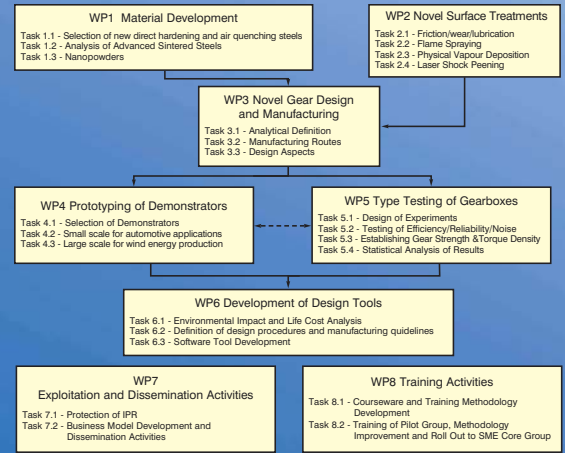 WP1 Material Development
Task 1.1 - Selection of new direct hardening and air quenching steels
Task 1.2 - Analysis of Advanced Sintered Steels
Task 1.3 - Nanopowders
WP2 Novel Surface Treatments
Task 2.1 - Friction/wear/lubrication
Task 2.2 - Flame Spraying
Task 2.3 - Physical Vapour Deposition
Task 2.4 - Laser Shock Peening
WP3 Novel Gear Design
and Manufacturing
Task 3.1 - Analytical Definition
Task 3.2 - Manufacturing Routes
Task 3.3 - Design Aspects
WP4 Prototyping of Demonstrators
Task 4.1 - Selection of Demonstrators
Task 4.2 - Small scale for automotive applications
Task 4.3 - Large scale for wind energy production
WP5 Type Testing of Gearboxes
Task 5.1 - Design of Experiments
Task 5.2 - Testing of Efficiency/Reliability/Noise
Task 5.3 - Establishing Gear Strength &Torque Density
Task 5.4 - Statistical Analysis of Results
WP6 Development of Design Tools
Task 6.1 - Environmental Impact and Life Cost Analysis
Task 6.2 - Definition of design procedures and manufacturing quidelines
Task 6.3 - Software Tool Development
WP7
Exploitation and Dissemination Activities
Task 7.1 - Protection of IPR
Task 7.2 - Business Model Development and
Dissemination Activities
WP8 Training Activities
Task 8.1 - Courseware and Training Methodology
Development
Task 8.2 - Training of Pilot Group, Methodology
Improvement and Roll Out to SME Core Group